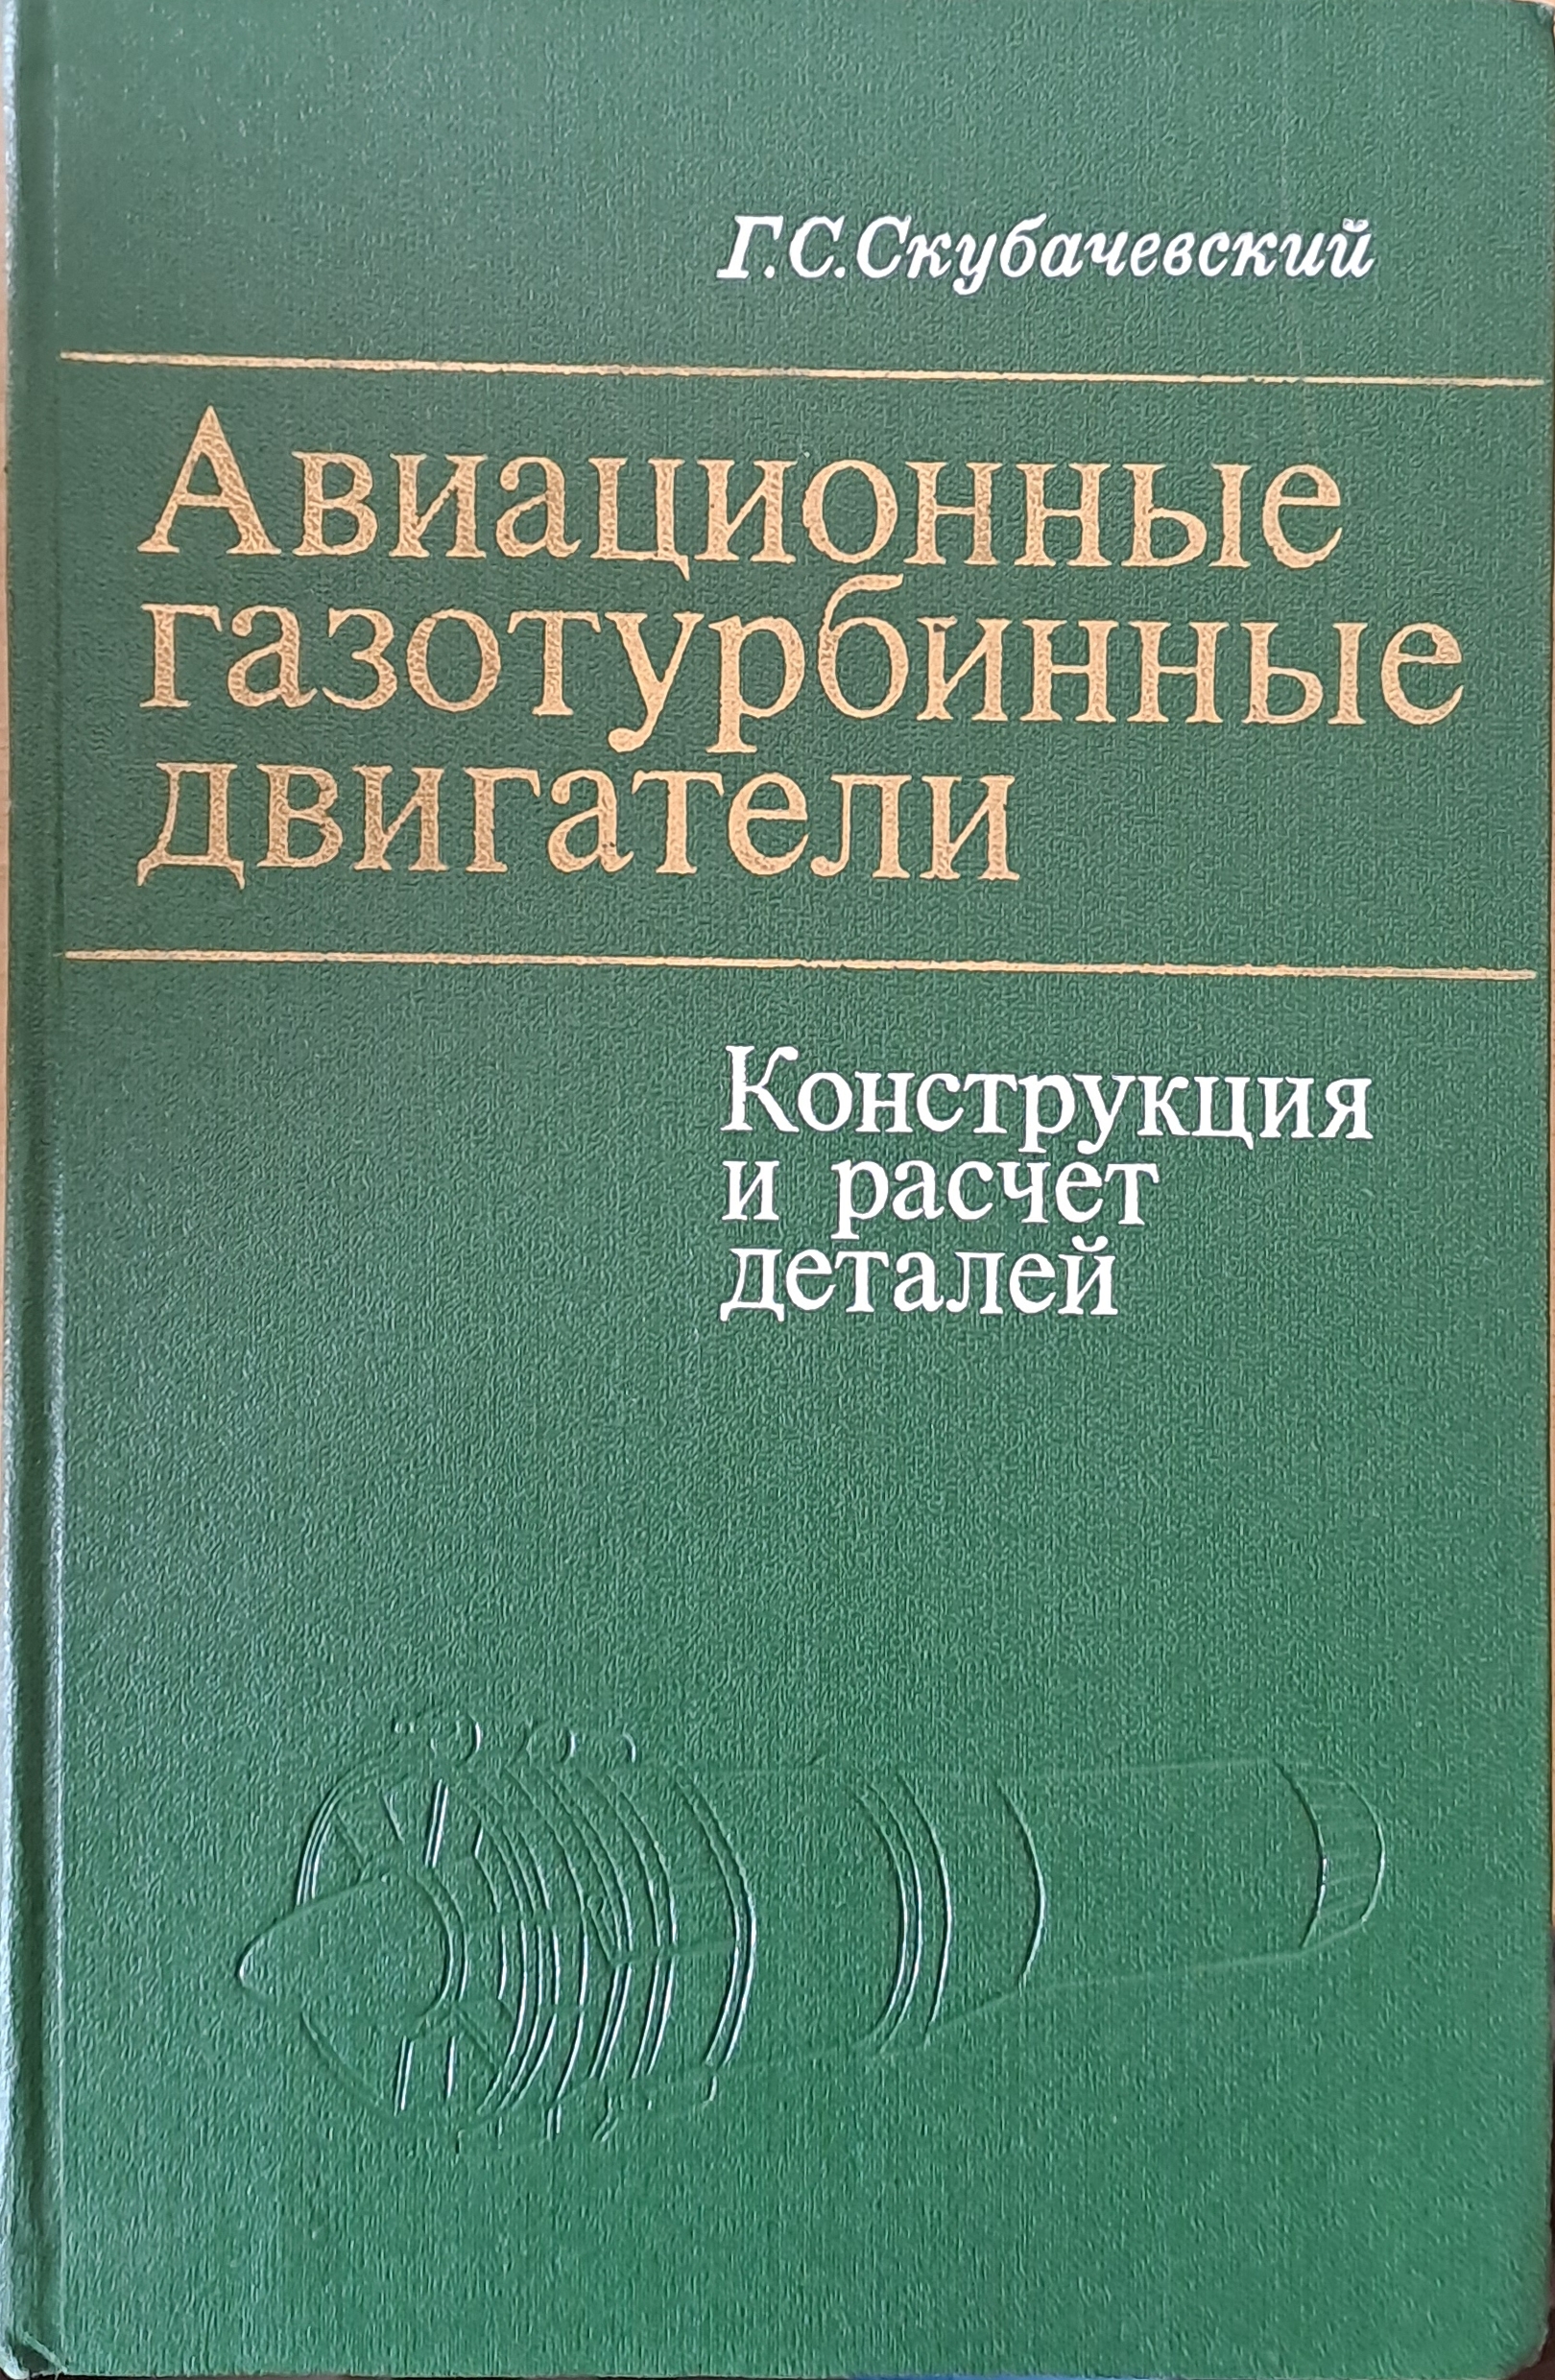 Г.С.Скубачевский
Авиационные
газотурбинные
двигатели
Конструкция
и расчет
деталей